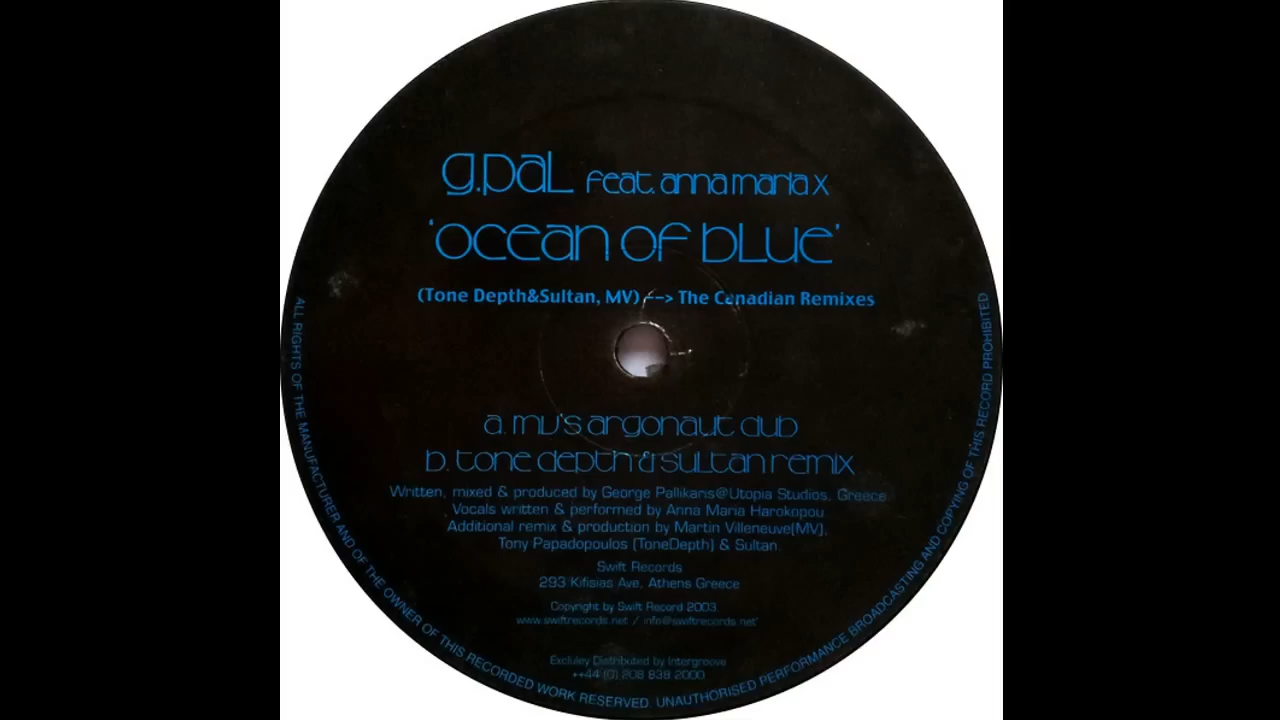 g.pal feat. anna maria x
'ocean of blue'
(Tone Depth&Sultan, MV) --> The Canadian Remixes
a. mv's argonaut dub
b. tone depth & sultan remix
Written, mixed & produced by George Pallikaris@Utopia Studios, Greece.
Vocals written & performed by Anna Maria Harokopou.
Additional remix & production by Martin Villeneuve(MV),
Tony Papadopoulos (ToneDepth) & Sultan.
Swift Records
293 Kifisias Ave, Athens Greece
Copyright by Swift Record 2003.
www.swiftrecords.net / info@swiftrecords.net
Excluley Distributed by Intergroove
++44 (0) 208 838 2000
ALL RIGHTS OF THE MANUFACTURER AND OF THE OWNER OF THIS RECORDED WORK RESERVED. UNAUTHORISED PERFORMANCE BROADCASTING AND COPYING OF THIS RECORD PROHIBITED